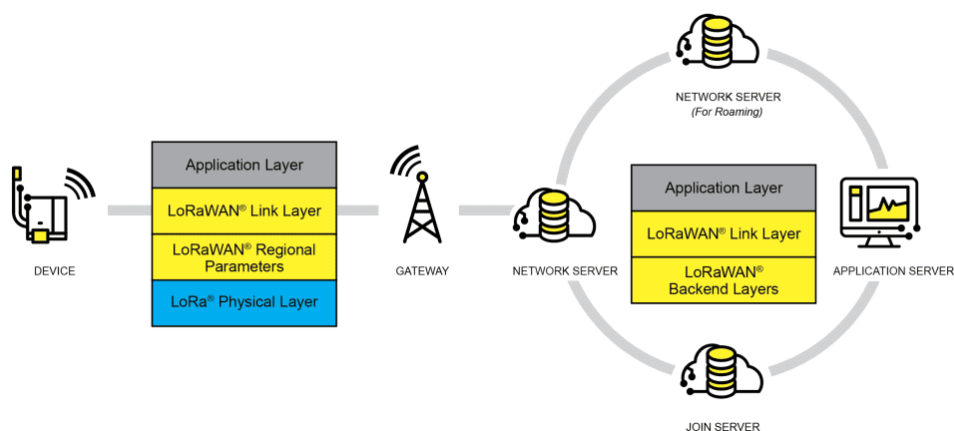 NETWORK SERVER
(For Roaming)
Application Layer
LoRaWAN® Link Layer
LoRaWAN® Regional
Parameters
LoRa® Physical Layer
Application Layer
LoRaWAN® Link Layer
LoRaWAN®
Backend Layers
DEVICE
GATEWAY
NETWORK SERVER
APPLICATION SERVER
JOIN SERVER